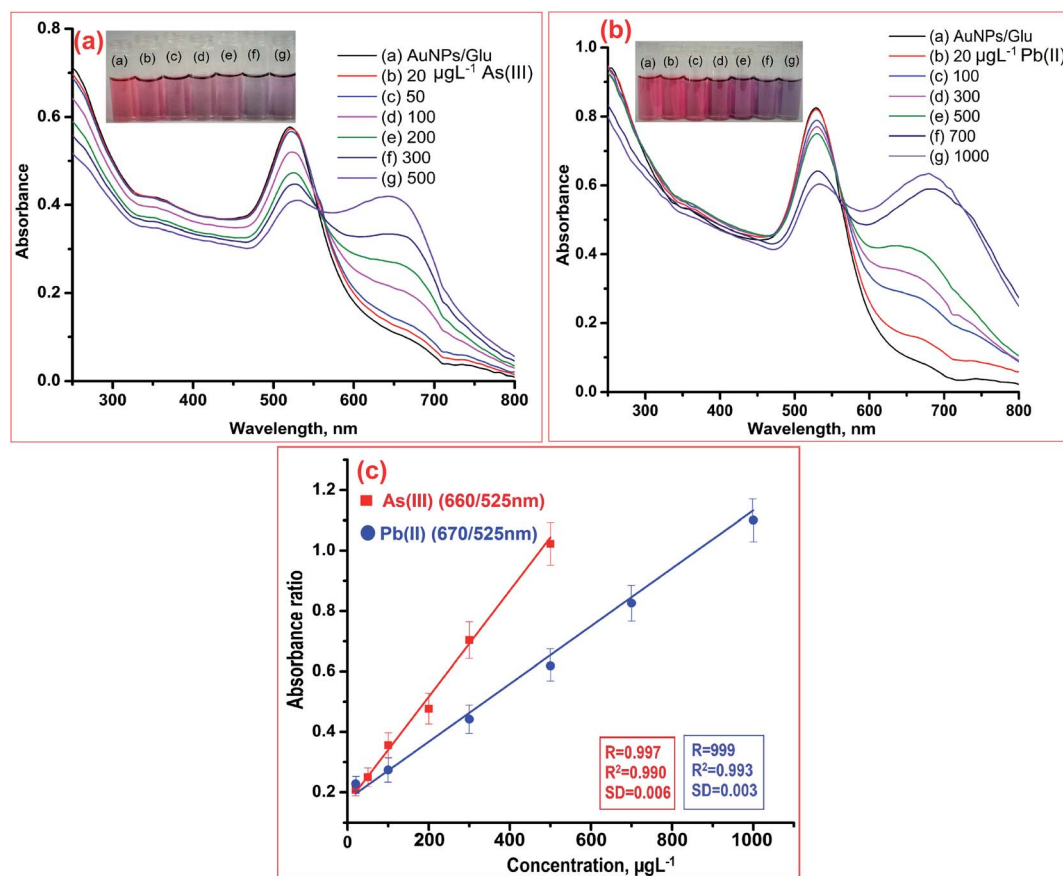 (a)
(a) (b) (c) (d) (e) (f) (g)
(a) AuNPs/Glu
(b) 20 µgL⁻¹ As(III)
(c) 50
(d) 100
(e) 200
(f) 300
(g) 500
0.8
0.6
0.4
0.2
0.0
Absorbance
300 400 500 600 700 800
Wavelength, nm
(b)
(a) (b) (c) (d) (e) (f) (g)
(a) AuNPs/Glu
(b) 20 µgL⁻¹ Pb(II)
(c) 100
(d) 300
(e) 500
(f) 700
(g) 1000
1.0
0.8
0.6
0.4
0.2
0.0
Absorbance
300 400 500 600 700 800
Wavelength, nm
(c)
As(III) (660/525nm)
Pb(II) (670/525nm)
1.2
1.0
0.8
0.6
0.4
0.2
Absorbance ratio
R=0.997
R²=0.990
SD=0.006
R=999
R²=0.993
SD=0.003
0 200 400 600 800 1000
Concentration, µgL⁻¹